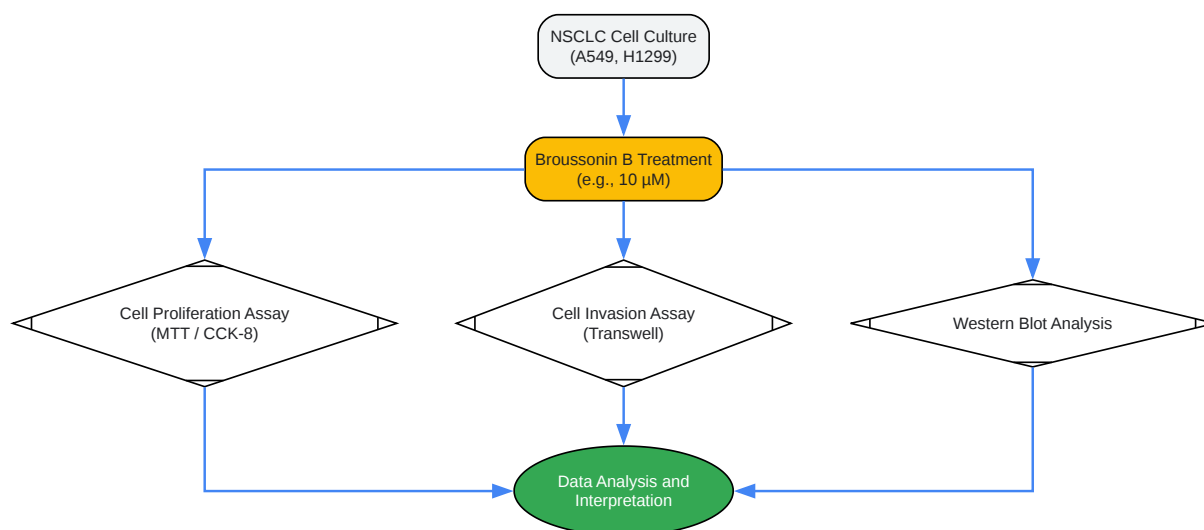 NSCLC Cell Culture
(A549, H1299)
Broussonin B Treatment
(e.g., 10 µM)
Cell Proliferation Assay
(MTT / CCK-8)
Cell Invasion Assay
(Transwell)
Western Blot Analysis
Data Analysis and
Interpretation